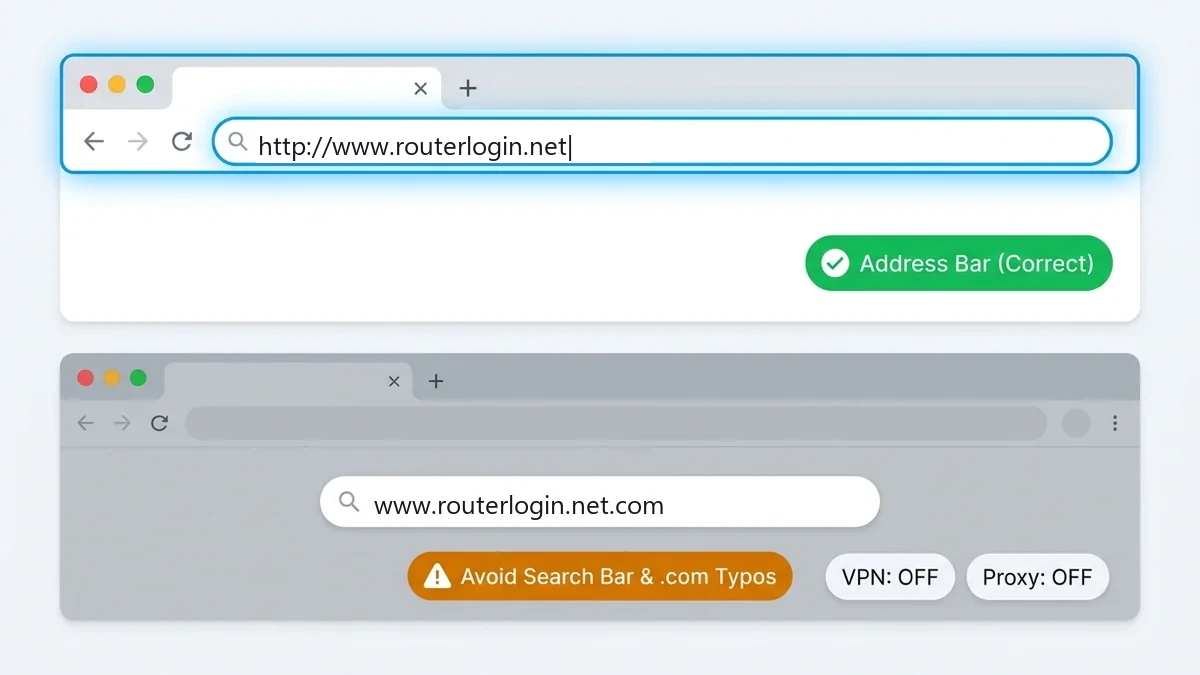 http://www.routerlogin.net
Address Bar (Correct)
www.routerlogin.net.com
Avoid Search Bar & .com Typos
VPN: OFF
Proxy: OFF